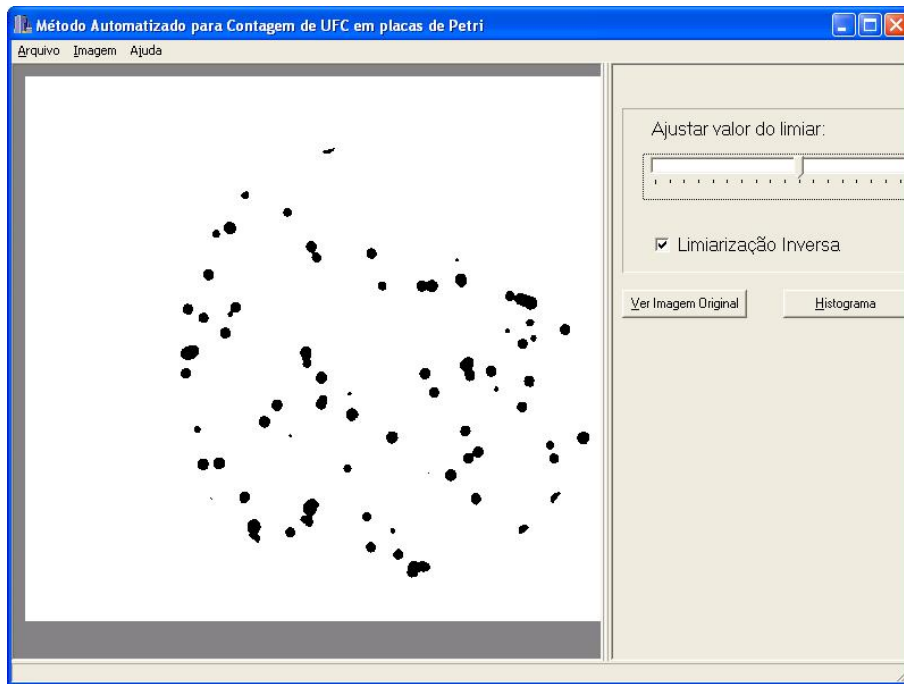 Método Automatizado para Contagem de UFC em placas de Petri
Arquivo Imagem Ajuda
Ajustar valor do limiar:
Limiarização Inversa
Ver Imagem Original Histograma